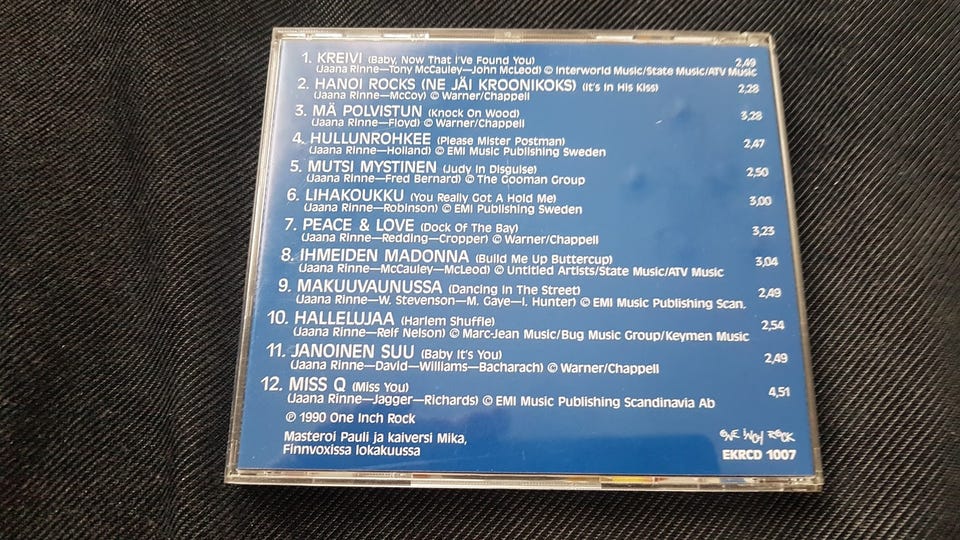 1. KREIVI (Baby, Now That I've Found You) 2,49
(Jaana Rinne—Tony McCauley—John McLeod) © Interworld Music/State Music/ATV Music
2. HANOI ROCKS (NE JÄI KROONIKOKS) (It's In His Kiss) 2,28
(Jaana Rinne—McCoy) © Warner/Chappell
3. MÄ POLVISTUN (Knock On Wood) 3,28
(Jaana Rinne—Floyd) © Warner/Chappell
4. HULLUNROHKEE (Please Mister Postman) 2,47
(Jaana Rinne—Holland) © EMI Music Publishing Sweden
5. MUTSI MYSTINEN (Judy In Disguise) 2,50
(Jaana Rinne—Fred Bernard) © The Gooman Group
6. LIHAKOUKKU (You Really Got A Hold Me) 3,00
(Jaana Rinne—Robinson) © EMI Publishing Sweden
7. PEACE & LOVE (Dock Of The Bay) 3,23
(Jaana Rinne—Redding—Cropper) © Warner/Chappell
8. IHMEIDEN MADONNA (Build Me Up Buttercup) 3,04
(Jaana Rinne—McCauley—McLeod) © Untitled Artists/State Music/ATV Music
9. MAKUUVAUNUSSA (Dancing In The Street) 2,49
(Jaana Rinne—W. Stevenson—M. Gaye—I. Hunter) © EMI Music Publishing Scan.
10. HALLELUJAA (Harlem Shuffle) 2,54
(Jaana Rinne—Relf Nelson) © Marc-Jean Music/Bug Music Group/Keymen Music
11. JANOINEN SUU (Baby It's You) 2,49
(Jaana Rinne—David—Williams—Bacharach) © Warner/Chappell
12. MISS Q (Miss You) 4,51
(Jaana Rinne—Jagger—Richards) © EMI Music Publishing Scandinavia Ab
℗ 1990 One Inch Rock
Masteroi Pauli ja kaiversi Mika,
Finnvoxissa lokakuussa
ONE INCH ROCK
EKRCD 1007